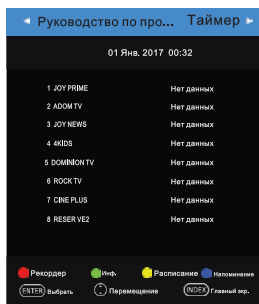 Руководство по про... Таймер
01 Янв. 2017 00:32
1 JOY PRIME Нет данных
2 ADOM TV Нет данных
3 JOY NEWS Нет данных
4 4KIDS Нет данных
5 DOMINION TV Нет данных
6 ROCK TV Нет данных
7 CINE PLUS Нет данных
8 RESER VE2 Нет данных
Рекордер Инф. Расписание Напоминание
ENTER Выбрать Перемещение INDEX Главный экр.